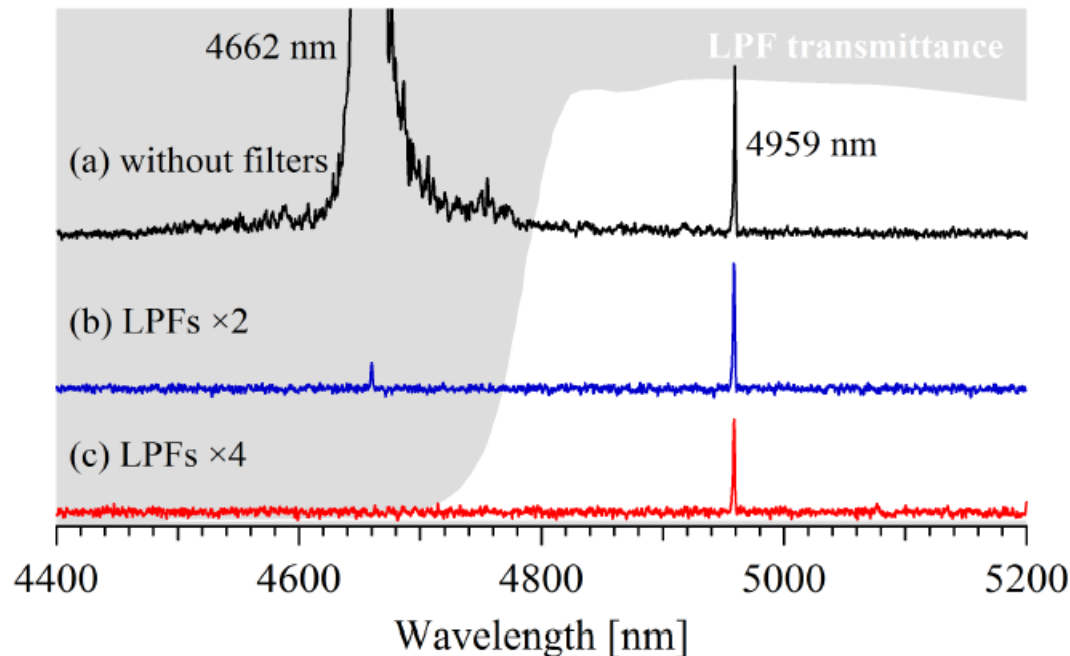 4662 nm
LPF transmittance
4959 nm
(a) without filters
(b) LPFs ×2
(c) LPFs ×4
4400 4600 4800 5000 5200
Wavelength [nm]